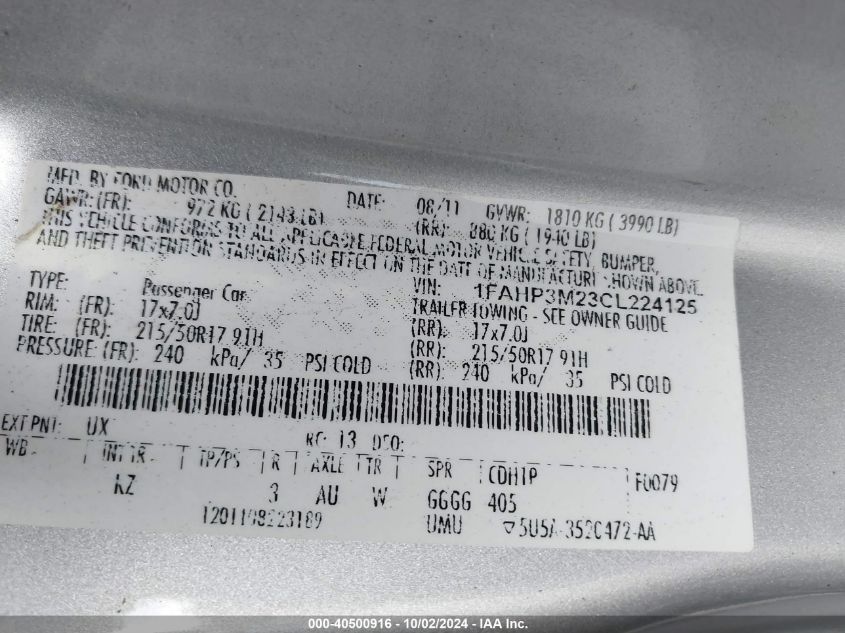 MFD. BY FORD MOTOR CO.
DATE: 08/11 GVWR: 1810 KG ( 3990 LB)
GAWR: (FR): 972 KG ( 2143 LB) (RR): 880 KG ( 1940 LB)
THIS VEHICLE CONFORMS TO ALL APPLICABLE FEDERAL MOTOR VEHICLE SAFETY, BUMPER,
AND THEFT PREVENTION STANDARDS IN EFFECT ON THE DATE OF MANUFACTURE SHOWN ABOVE.
VIN: 1FAHP3M23CL224125
TYPE: Passenger Car TRAILER TOWING - SEE OWNER GUIDE
RIM: (FR): 17x7.0J (RR): 17x7.0J
TIRE: (FR): 215/50R17 91H (RR): 215/50R17 91H
PRESSURE: (FR): 240 kPa/ 35 PSI COLD (RR): 240 kPa/ 35 PSI COLD
EXT PNT: UX RC: 13 DSO:
WB INT TR TP/PS R AXLE TR SPR CDH1P F0079
KZ 3 AU W GGGG 405
UMU ▽5U5A-3520472-AA
000-40500916 - 10/02/2024 - IAA Inc.